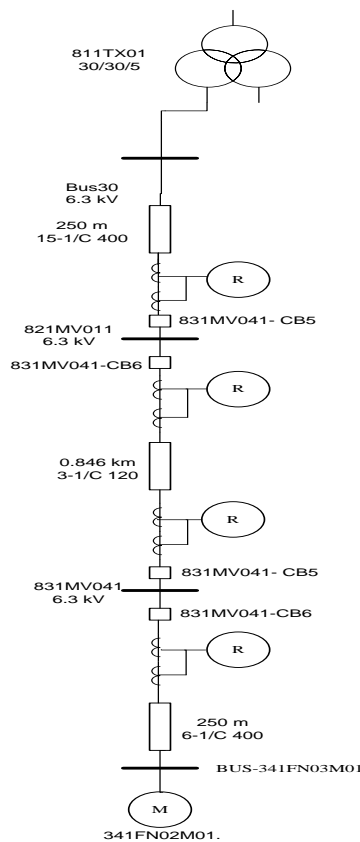 811TX01
30/30/5
Bus30
6.3 kV
250 m
15-1/C 400
R
831MV041- CB5
821MV011
6.3 kV
831MV041-CB6
R
0.846 km
3-1/C 120
R
831MV041- CB5
831MV041
6.3 kV
831MV041-CB6
R
250 m
6-1/C 400
BUS-341FN03M01
M
341FN02M01.